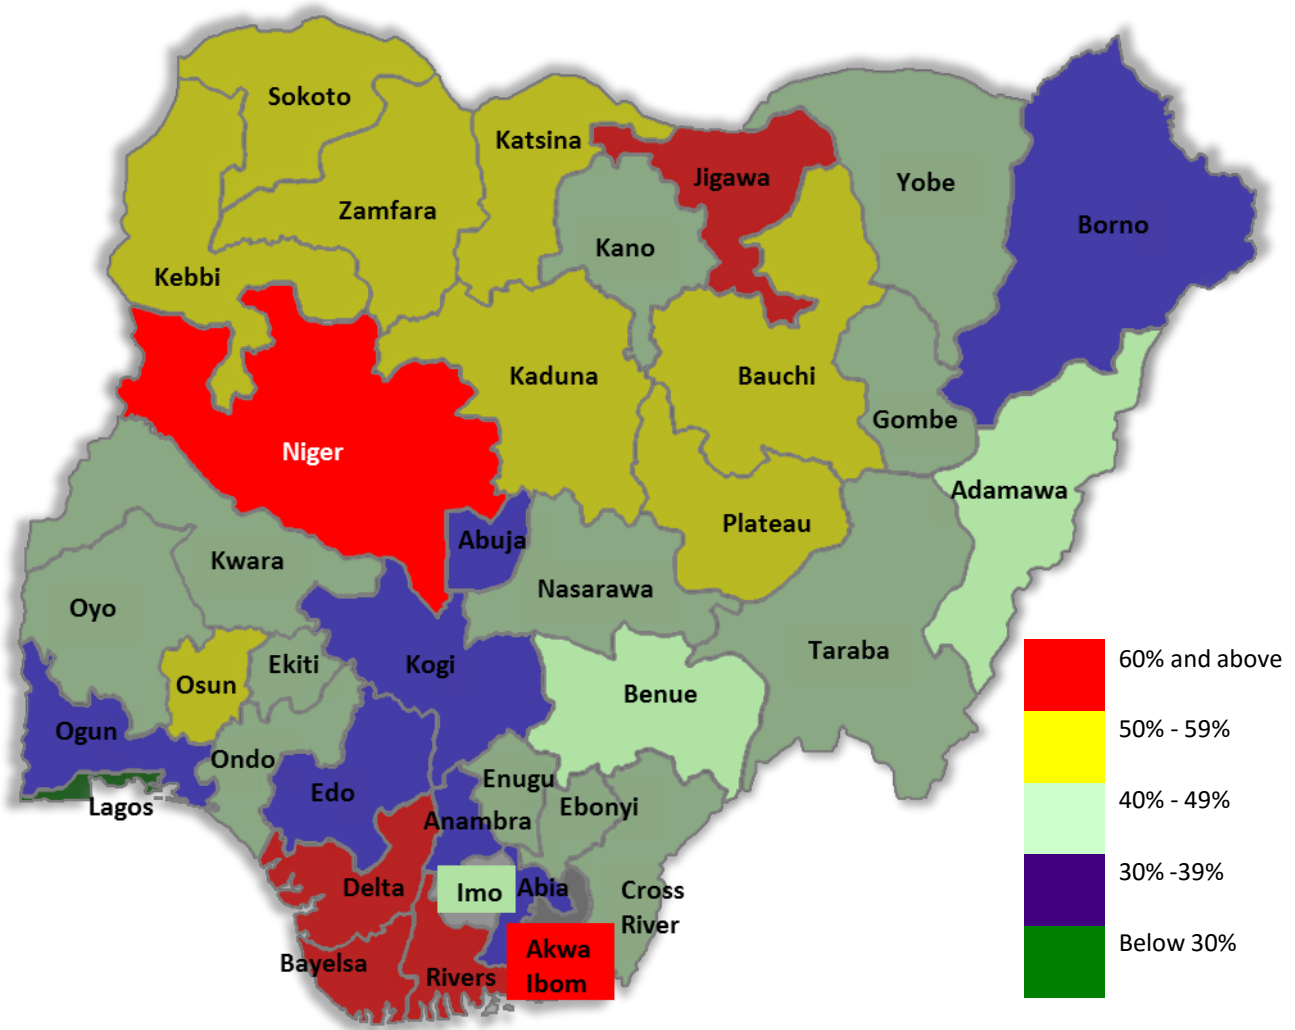 Sokoto
Katsina
Jigawa
Yobe
Zamfara
Borno
Kano
Kebbi
Kaduna
Bauchi
Gombe
Niger
Adamawa
Plateau
Abuja
Kwara
Nasarawa
Oyo
Taraba
Ekiti
Kogi
Osun
Benue
Ogun
Ondo
Enugu
Edo
Lagos
Ebonyi
Anambra
Delta
Imo
Abia
Cross
River
Bayelsa
Rivers
Akwa
Ibom
60% and above
50% - 59%
40% - 49%
30% -39%
Below 30%